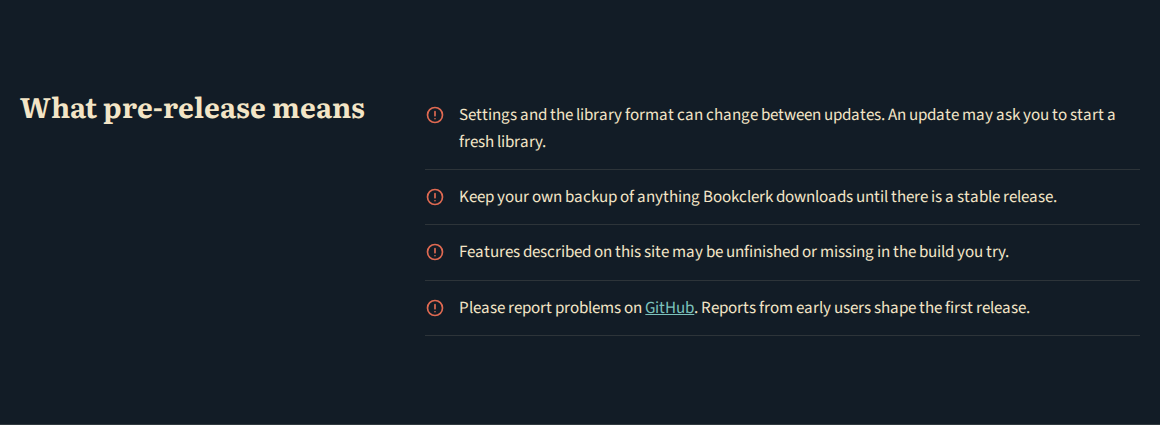 What pre-release means
Settings and the library format can change between updates. An update may ask you to start a
fresh library.
Keep your own backup of anything Bookclerk downloads until there is a stable release.
Features described on this site may be unfinished or missing in the build you try.
Please report problems on GitHub. Reports from early users shape the first release.